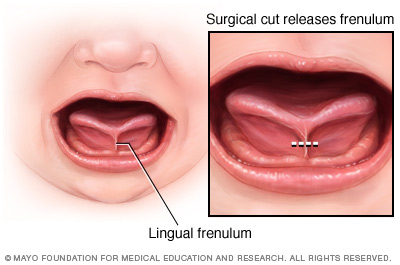 Surgical cut releases frenulum
Lingual frenulum
© MAYO FOUNDATION FOR MEDICAL EDUCATION AND RESEARCH. ALL RIGHTS RESERVED.